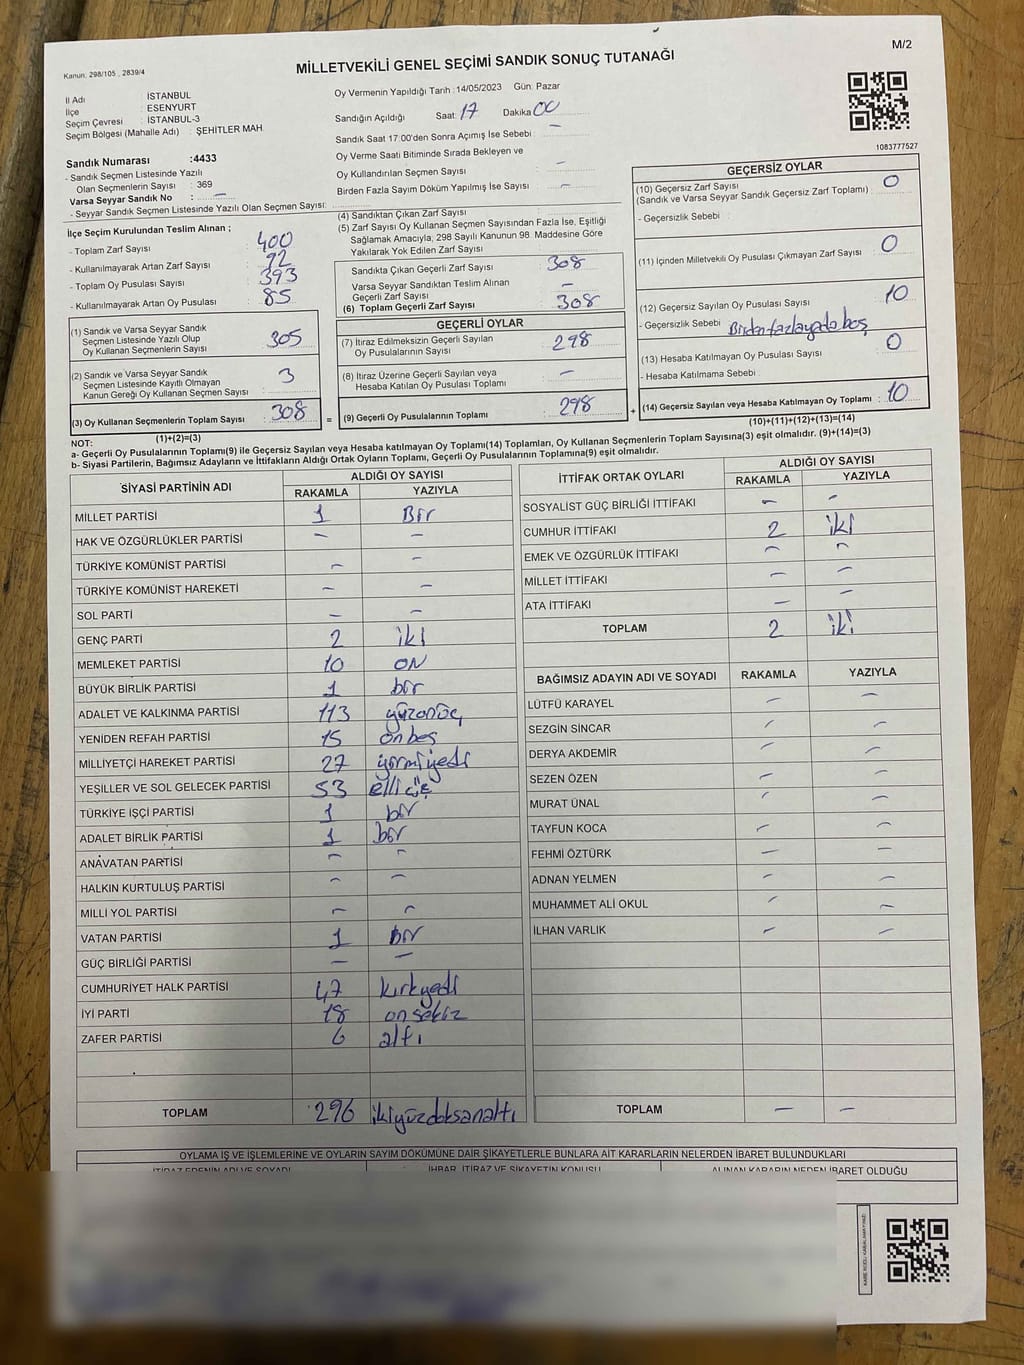 M/2
Kanun, 298/105 , 2839/4
MİLLETVEKİLİ GENEL SEÇİMİ SANDIK SONUÇ TUTANAĞI
İl Adı : İSTANBUL
İlçe : ESENYURT
Seçim Çevresi : İSTANBUL-3
Seçim Bölgesi (Mahalle Adı) : ŞEHİTLER MAH
Sandık Numarası :4433
- Sandık Seçmen Listesinde Yazılı
Olan Seçmenlerin Sayısı : 369
Varsa Seyyar Sandık No : –
- Seyyar Sandık Seçmen Listesinde Yazılı Olan Seçmen Sayısı:
Oy Vermenin Yapıldığı Tarih : 14/05/2023 Gün: Pazar
Sandığın Açıldığı Saat: 17 Dakika 00
Sandık Saat 17:00'den Sonra Açımış İse Sebebi : –
Oy Verme Saati Bitiminde Sırada Bekleyen ve
Oy Kullandırılan Seçmen Sayısı : –
Birden Fazla Sayım Döküm Yapılmış İse Sayısı : –
1083777527
İlçe Seçim Kurulundan Teslim Alınan ;
- Toplam Zarf Sayısı : 400
- Kullanılmayarak Artan Zarf Sayısı : 92
- Toplam Oy Pusulası Sayısı : 393
- Kullanılmayarak Artan Oy Pusulası : 85
(1) Sandık ve Varsa Seyyar Sandık
Seçmen Listesinde Yazılı Olup
Oy Kullanan Seçmenlerin Sayısı : 305
(2) Sandık ve Varsa Seyyar Sandık
Seçmen Listesinde Kayıtlı Olmayan
Kanun Gereği Oy Kullanan Seçmen Sayısı : 3
(3) Oy Kullanan Seçmenlerin Toplam Sayısı : 308
(1)+(2)=(3)
(4) Sandıktan Çıkan Zarf Sayısı :
(5) Zarf Sayısı Oy Kullanan Seçmen Sayısından Fazla İse, Eşitliği
Sağlamak Amacıyla, 298 Sayılı Kanunun 98. Maddesine Göre
Yakılarak Yok Edilen Zarf Sayısı :
Sandıkta Çıkan Geçerli Zarf Sayısı : 308
Varsa Seyyar Sandıktan Teslim Alınan
Geçerli Zarf Sayısı : –
(6) Toplam Geçerli Zarf Sayısı : 308
GEÇERLİ OYLAR
(7) İtiraz Edilmeksizin Geçerli Sayılan
Oy Pusulalarının Sayısı : 298
(8) İtiraz Üzerine Geçerli Sayılan veya
Hesaba Katılan Oy Pusulası Toplamı : –
= (9) Geçerli Oy Pusulalarının Toplamı : 298
GEÇERSİZ OYLAR
(10) Geçersiz Zarf Sayısı : 0
(Sandık ve Varsa Seyyar Sandık Geçersiz Zarf Toplamı)
- Geçersizlik Sebebi :
(11) İçinden Milletvekili Oy Pusulası Çıkmayan Zarf Sayısı : 0
(12) Geçersiz Sayılan Oy Pusulası Sayısı : 10
- Geçersizlik Sebebi : Birden fazla yada boş
(13) Hesaba Katılmayan Oy Pusulası Sayısı : 0
- Hesaba Katılmama Sebebi :
+ (14) Geçersiz Sayılan veya Hesaba Katılmayan Oy Toplamı : 10
(10)+(11)+(12)+(13)=(14)
NOT:
a- Geçerli Oy Pusulalarının Toplamı(9) ile Geçersiz Sayılan veya Hesaba katılmayan Oy Toplamı(14) Toplamları, Oy Kullanan Seçmenlerin Toplam Sayısına(3) eşit olmalıdır. (9)+(14)=(3)
b- Siyasi Partilerin, Bağımsız Adayların ve İttifakların Aldığı Ortak Oyların Toplamı, Geçerli Oy Pusulalarının Toplamına(9) eşit olmalıdır.
SİYASİ PARTİNİN ADI ALDIĞI OY SAYISI
RAKAMLA YAZIYLA
MİLLET PARTİSİ 1 Bir
HAK VE ÖZGÜRLÜKLER PARTİSİ – –
TÜRKİYE KOMÜNİST PARTİSİ – –
TÜRKİYE KOMÜNİST HAREKETİ – –
SOL PARTİ – –
GENÇ PARTİ 2 iki
MEMLEKET PARTİSİ 10 ON
BÜYÜK BİRLİK PARTİSİ 1 bir
ADALET VE KALKINMA PARTİSİ 113 yüzonüç
YENİDEN REFAH PARTİSİ 15 onbeş
MİLLİYETÇİ HAREKET PARTİSİ 27 yirmiyedi
YEŞİLLER VE SOL GELECEK PARTİSİ 53 elli üç
TÜRKİYE İŞÇİ PARTİSİ 1 bir
ADALET BİRLİK PARTİSİ 1 bir
ANAVATAN PARTİSİ – –
HALKIN KURTULUŞ PARTİSİ – –
MİLLİ YOL PARTİSİ – –
VATAN PARTİSİ 1 Bir
GÜÇ BİRLİĞİ PARTİSİ – –
CUMHURİYET HALK PARTİSİ 47 kırkyedi
İYİ PARTİ 18 onsekiz
ZAFER PARTİSİ 6 altı
TOPLAM 296 ikiyüzdoksanaltı
İTTİFAK ORTAK OYLARI ALDIĞI OY SAYISI
RAKAMLA YAZIYLA
SOSYALİST GÜÇ BİRLİĞİ İTTİFAKI – –
CUMHUR İTTİFAKI 2 iki
EMEK VE ÖZGÜRLÜK İTTİFAKI – –
MİLLET İTTİFAKI – –
ATA İTTİFAKI – –
TOPLAM 2 iki
BAĞIMSIZ ADAYIN ADI VE SOYADI RAKAMLA YAZIYLA
LÜTFÜ KARAYEL – –
SEZGİN SİNCAR – –
DERYA AKDEMİR – –
SEZEN ÖZEN – –
MURAT ÜNAL – –
TAYFUN KOCA – –
FEHMİ ÖZTÜRK – –
ADNAN YELMEN – –
MUHAMMET ALİ OKUL – –
İLHAN VARLIK – –
TOPLAM – –
OYLAMA İŞ VE İŞLEMLERİNE VE OYLARIN SAYIM DÖKÜMÜNE DAİR ŞİKAYETLERLE BUNLARA AİT KARARLARIN NELERDEN İBARET BULUNDUKLARI
İTİRAZ EDENİN ADI VE SOYADI İHBAR, İTİRAZ VE ŞİKAYETİN KONUSU ALINAN KARARIN NEDEN İBARET OLDUĞU